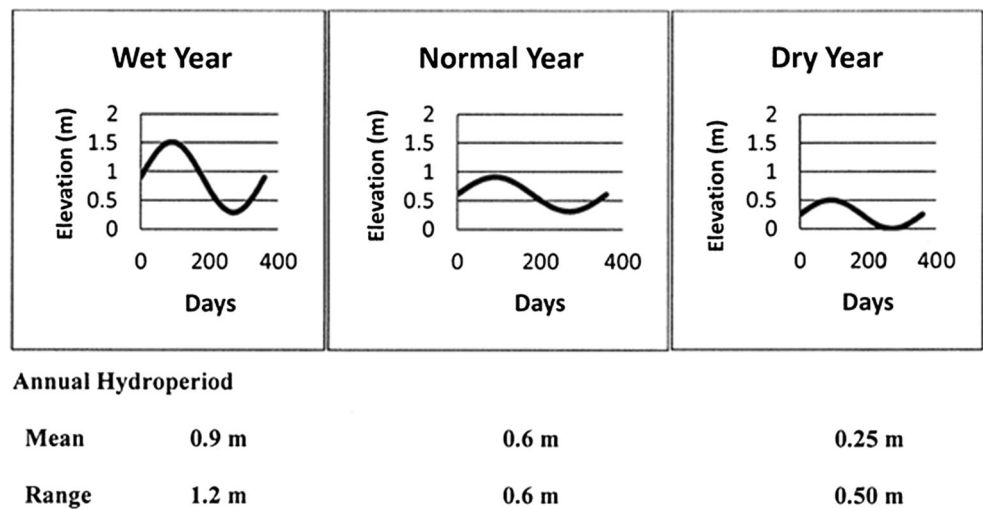 Wet Year
Elevation (m)
2
1.5
1
0.5
0
0 200 400
Days
Normal Year
Elevation (m)
2
1.5
1
0.5
0
0 200 400
Days
Dry Year
Elevation (m)
2
1.5
1
0.5
0
0 200 400
Days
Annual Hydroperiod
Mean 0.9 m 0.6 m 0.25 m
Range 1.2 m 0.6 m 0.50 m